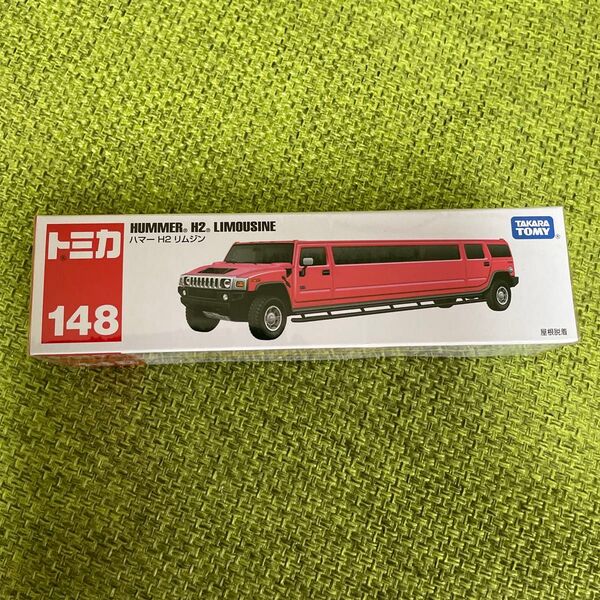 トミカ®
148
HUMMER® H2® LIMOUSINE
ハマー H2 リムジン
TAKARA
TOMY
屋根脱着